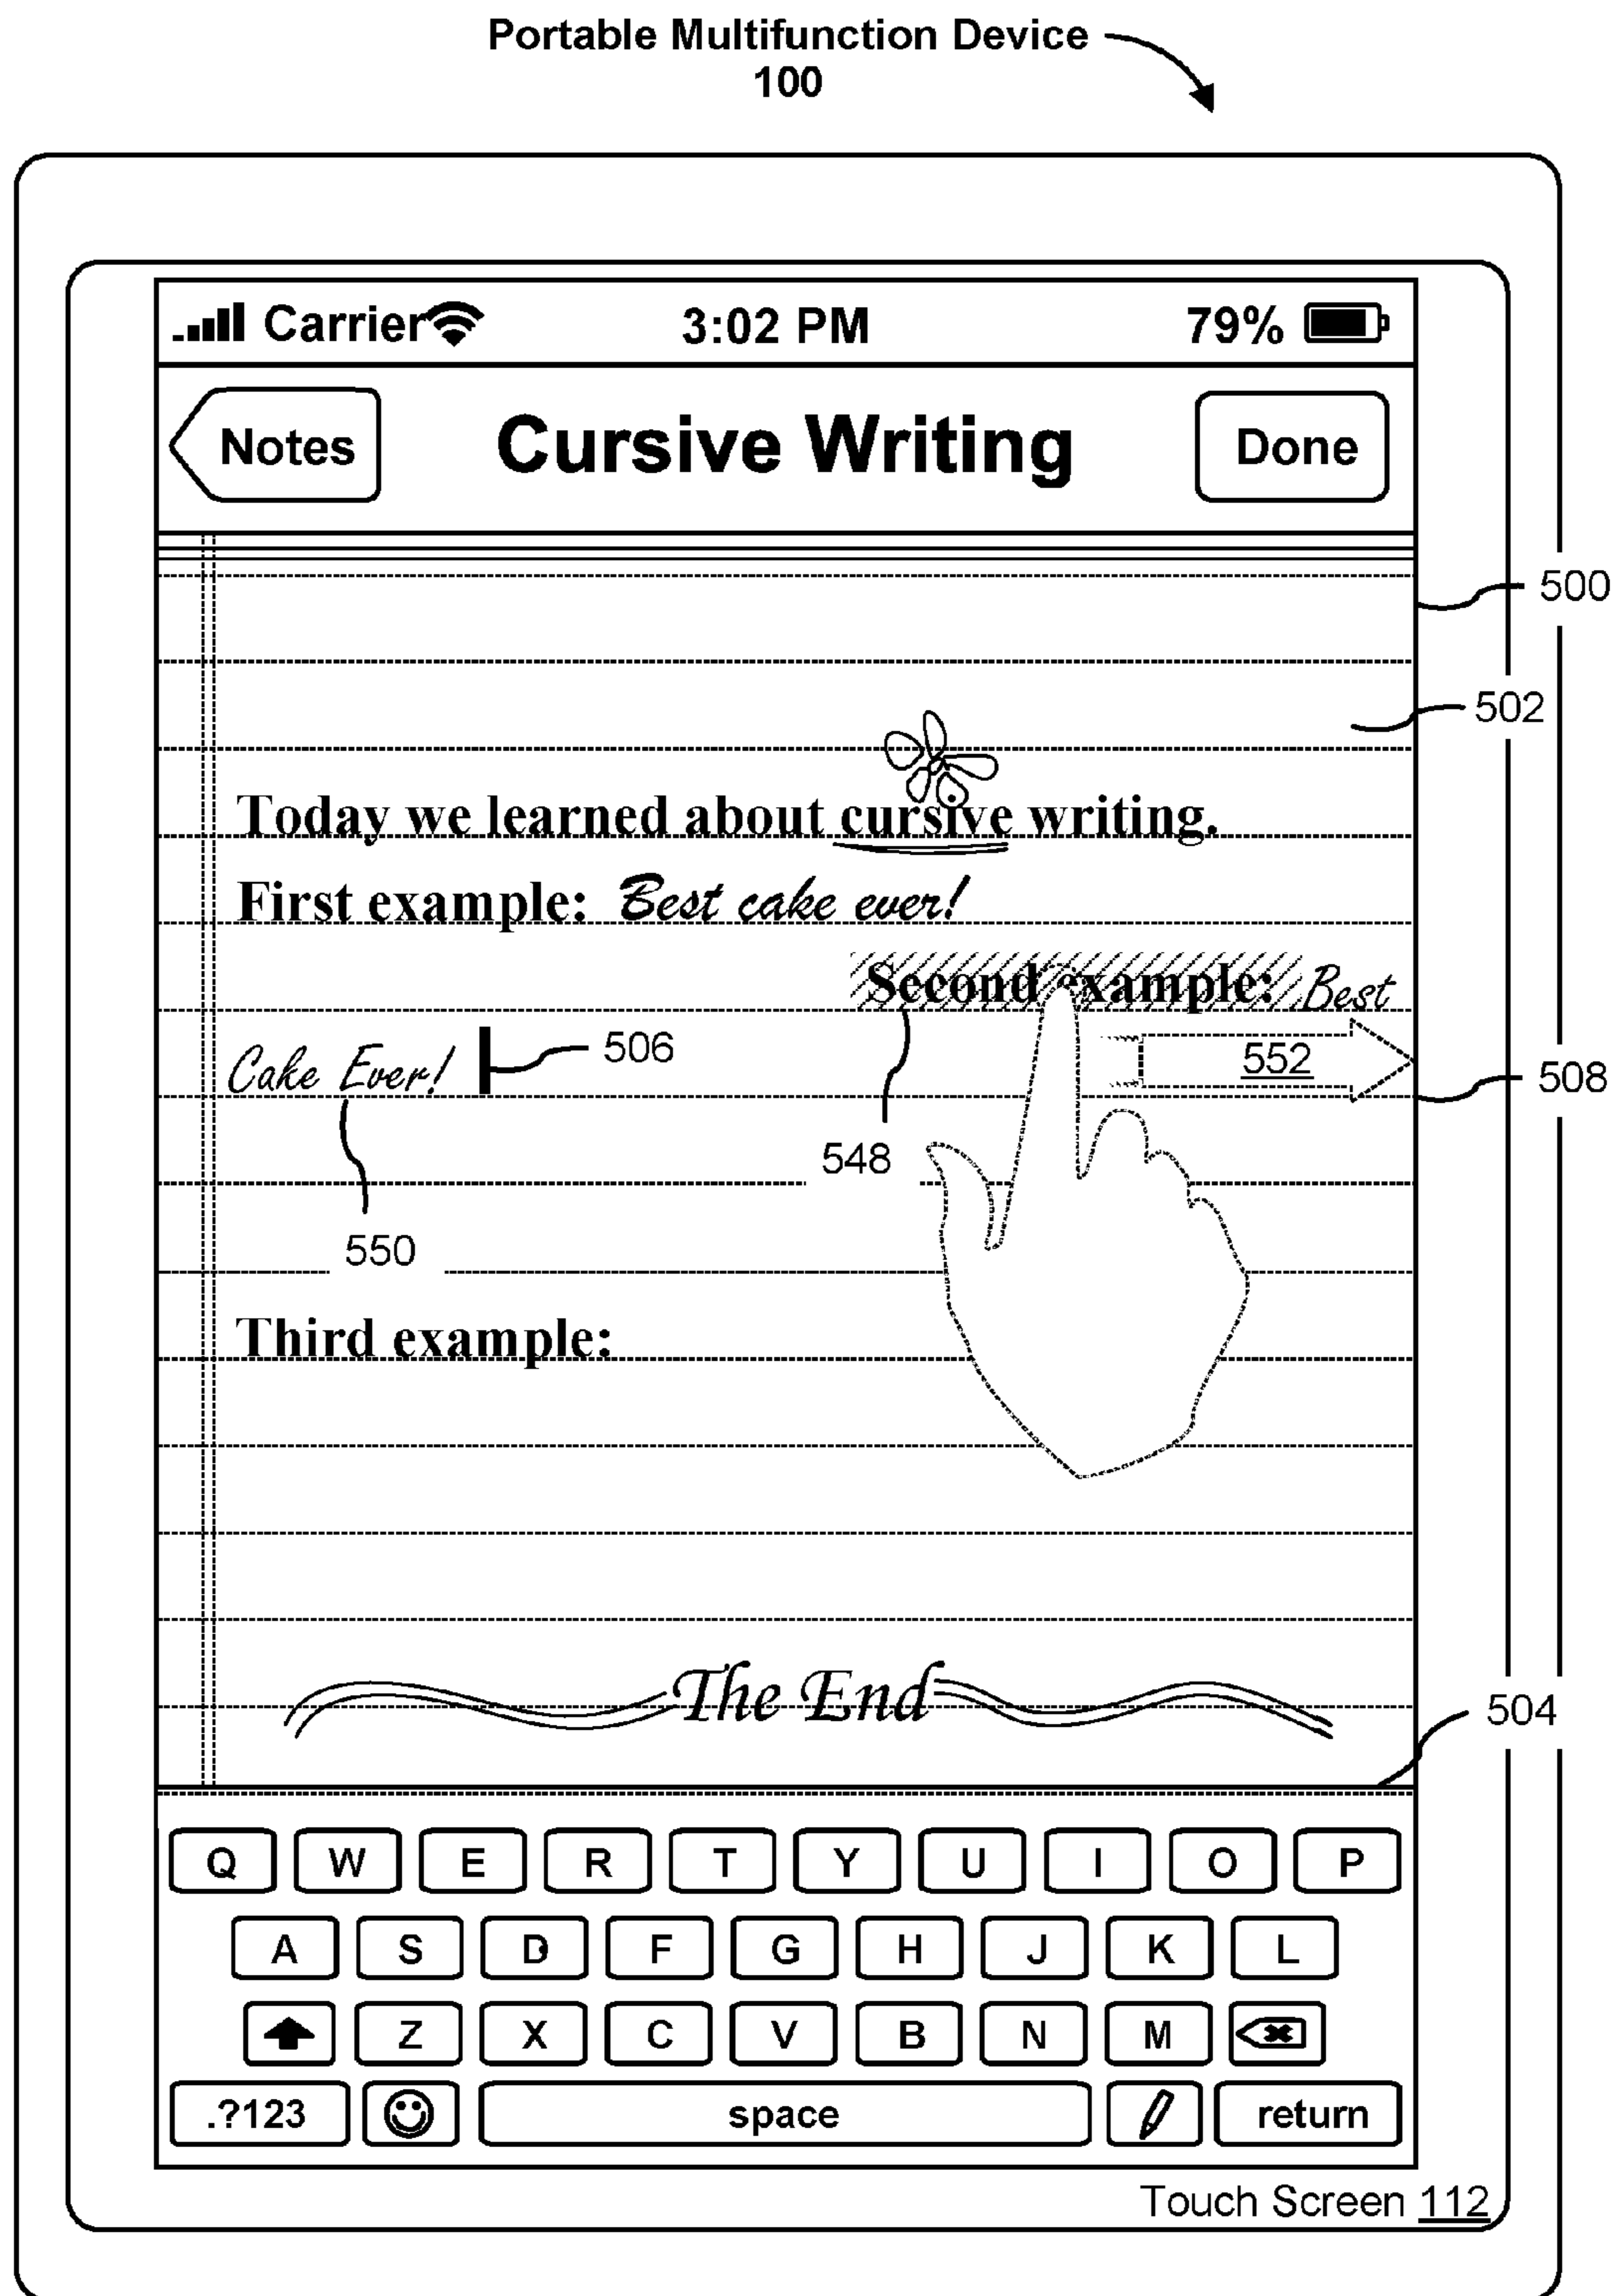 Portable Multifunction Device
100
Carrier 3:02 PM 79%
Notes Cursive Writing Done
500
502
Today we learned about cursive writing.
First example: Best cake ever!
Second example: Best
Cake Ever! 506 552 508
548
550
Third example:
The End
504
Q W E R T Y U I O P
A S D F G H J K L
Z X C V B N M
.?123 space return
Touch Screen 112